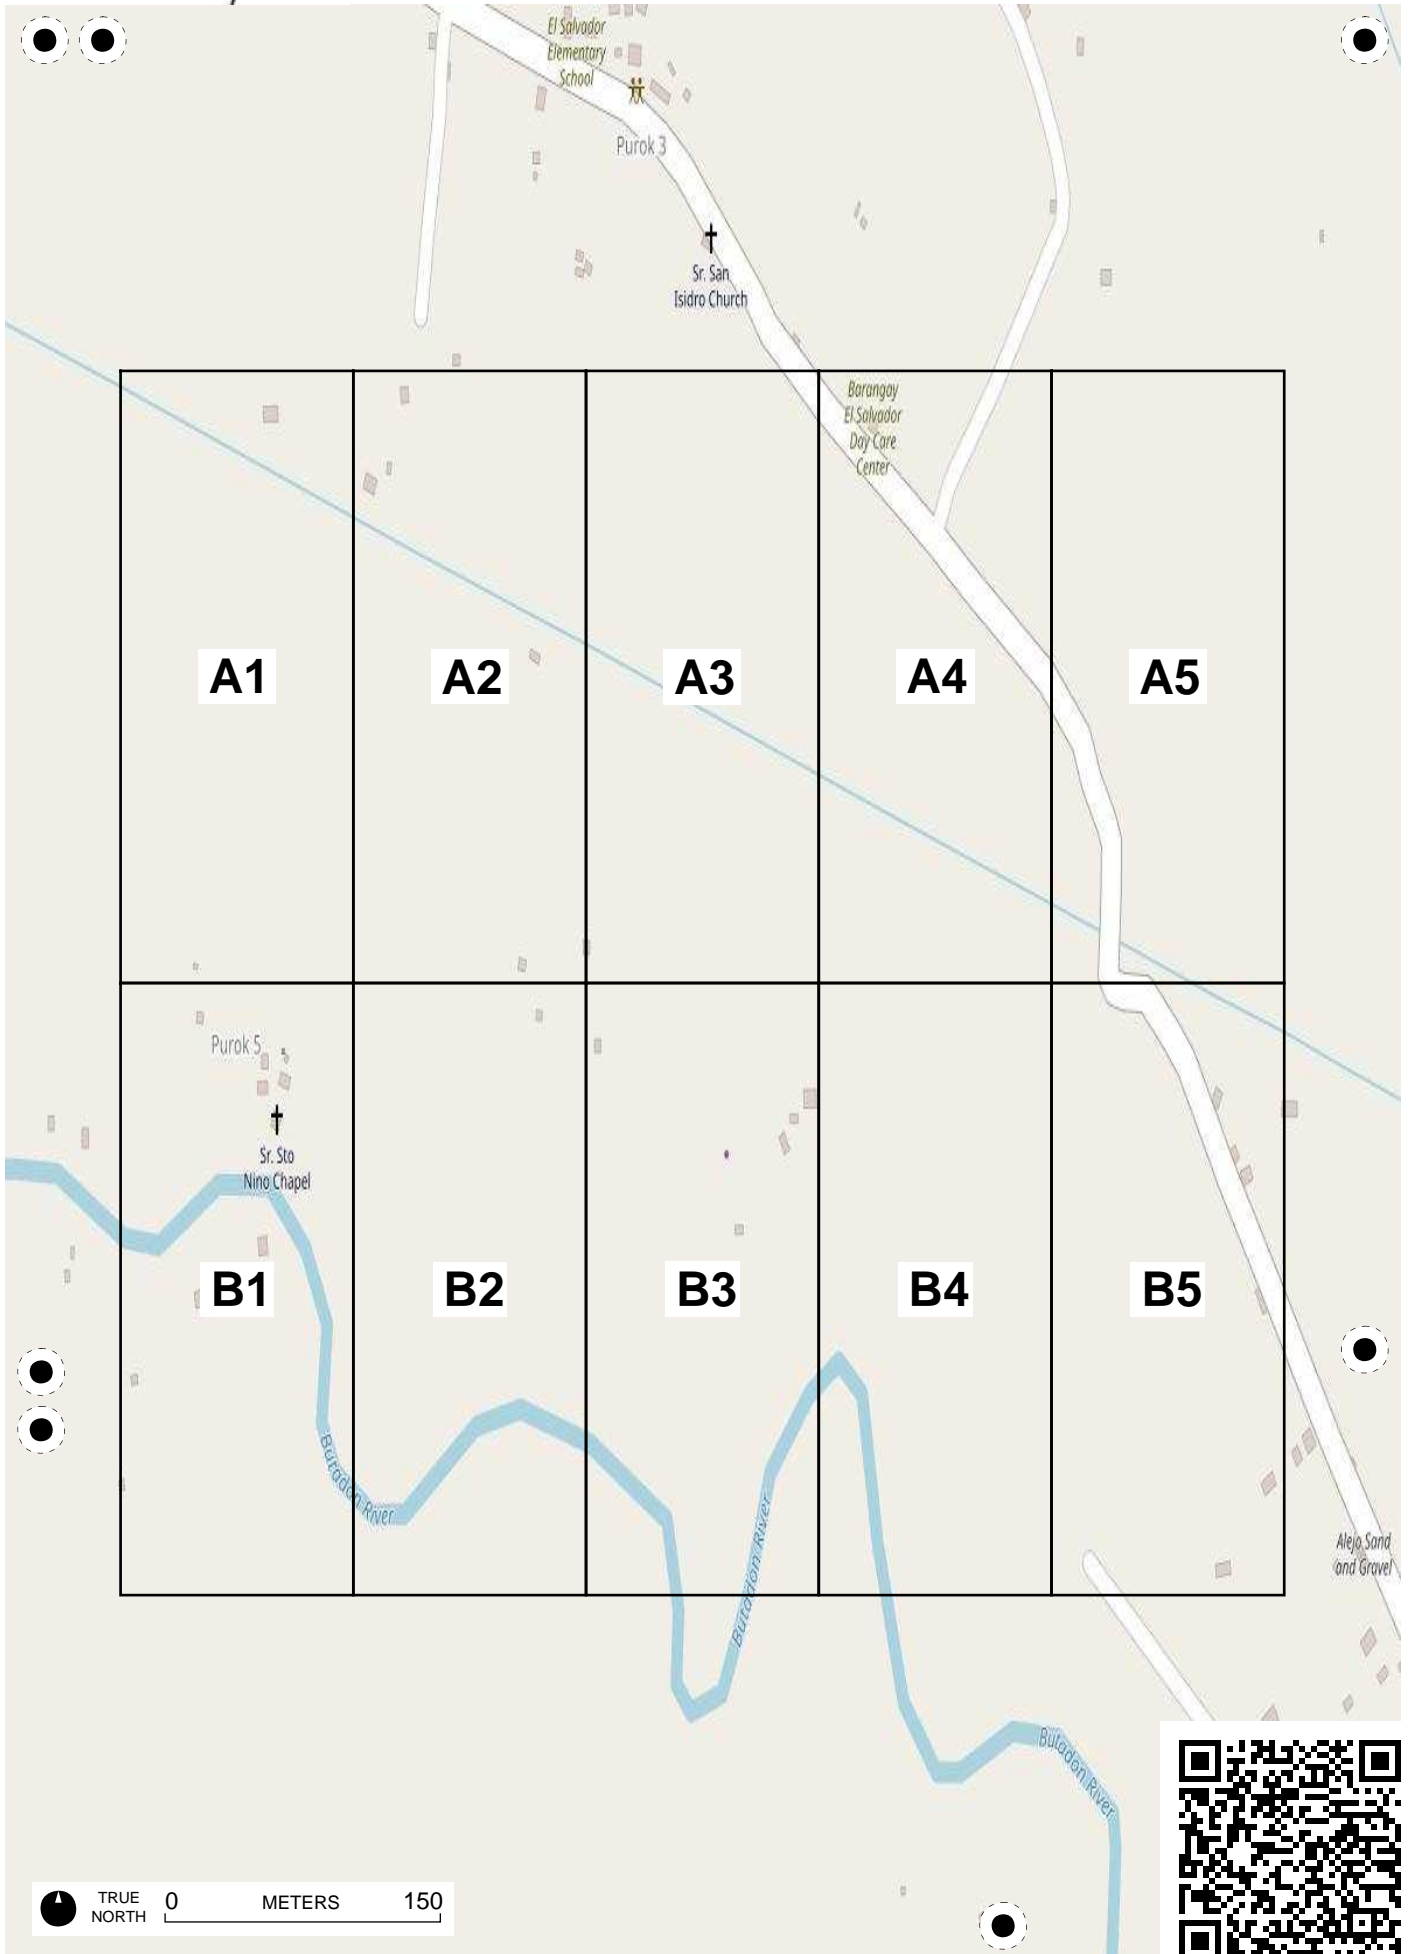 El Salvador
Elementary
School
Purok 3
Sr. San
Isidro Church
Barangay
El Salvador
Day Care
Center
A1
A2
A3
A4
A5
Purok 5
Sr. Sto
Nino Chapel
B1
B2
B3
B4
B5
Butadon River
Butadon River
Alejo Sand
and Gravel
Butadon River
TRUE
NORTH
0 METERS 150